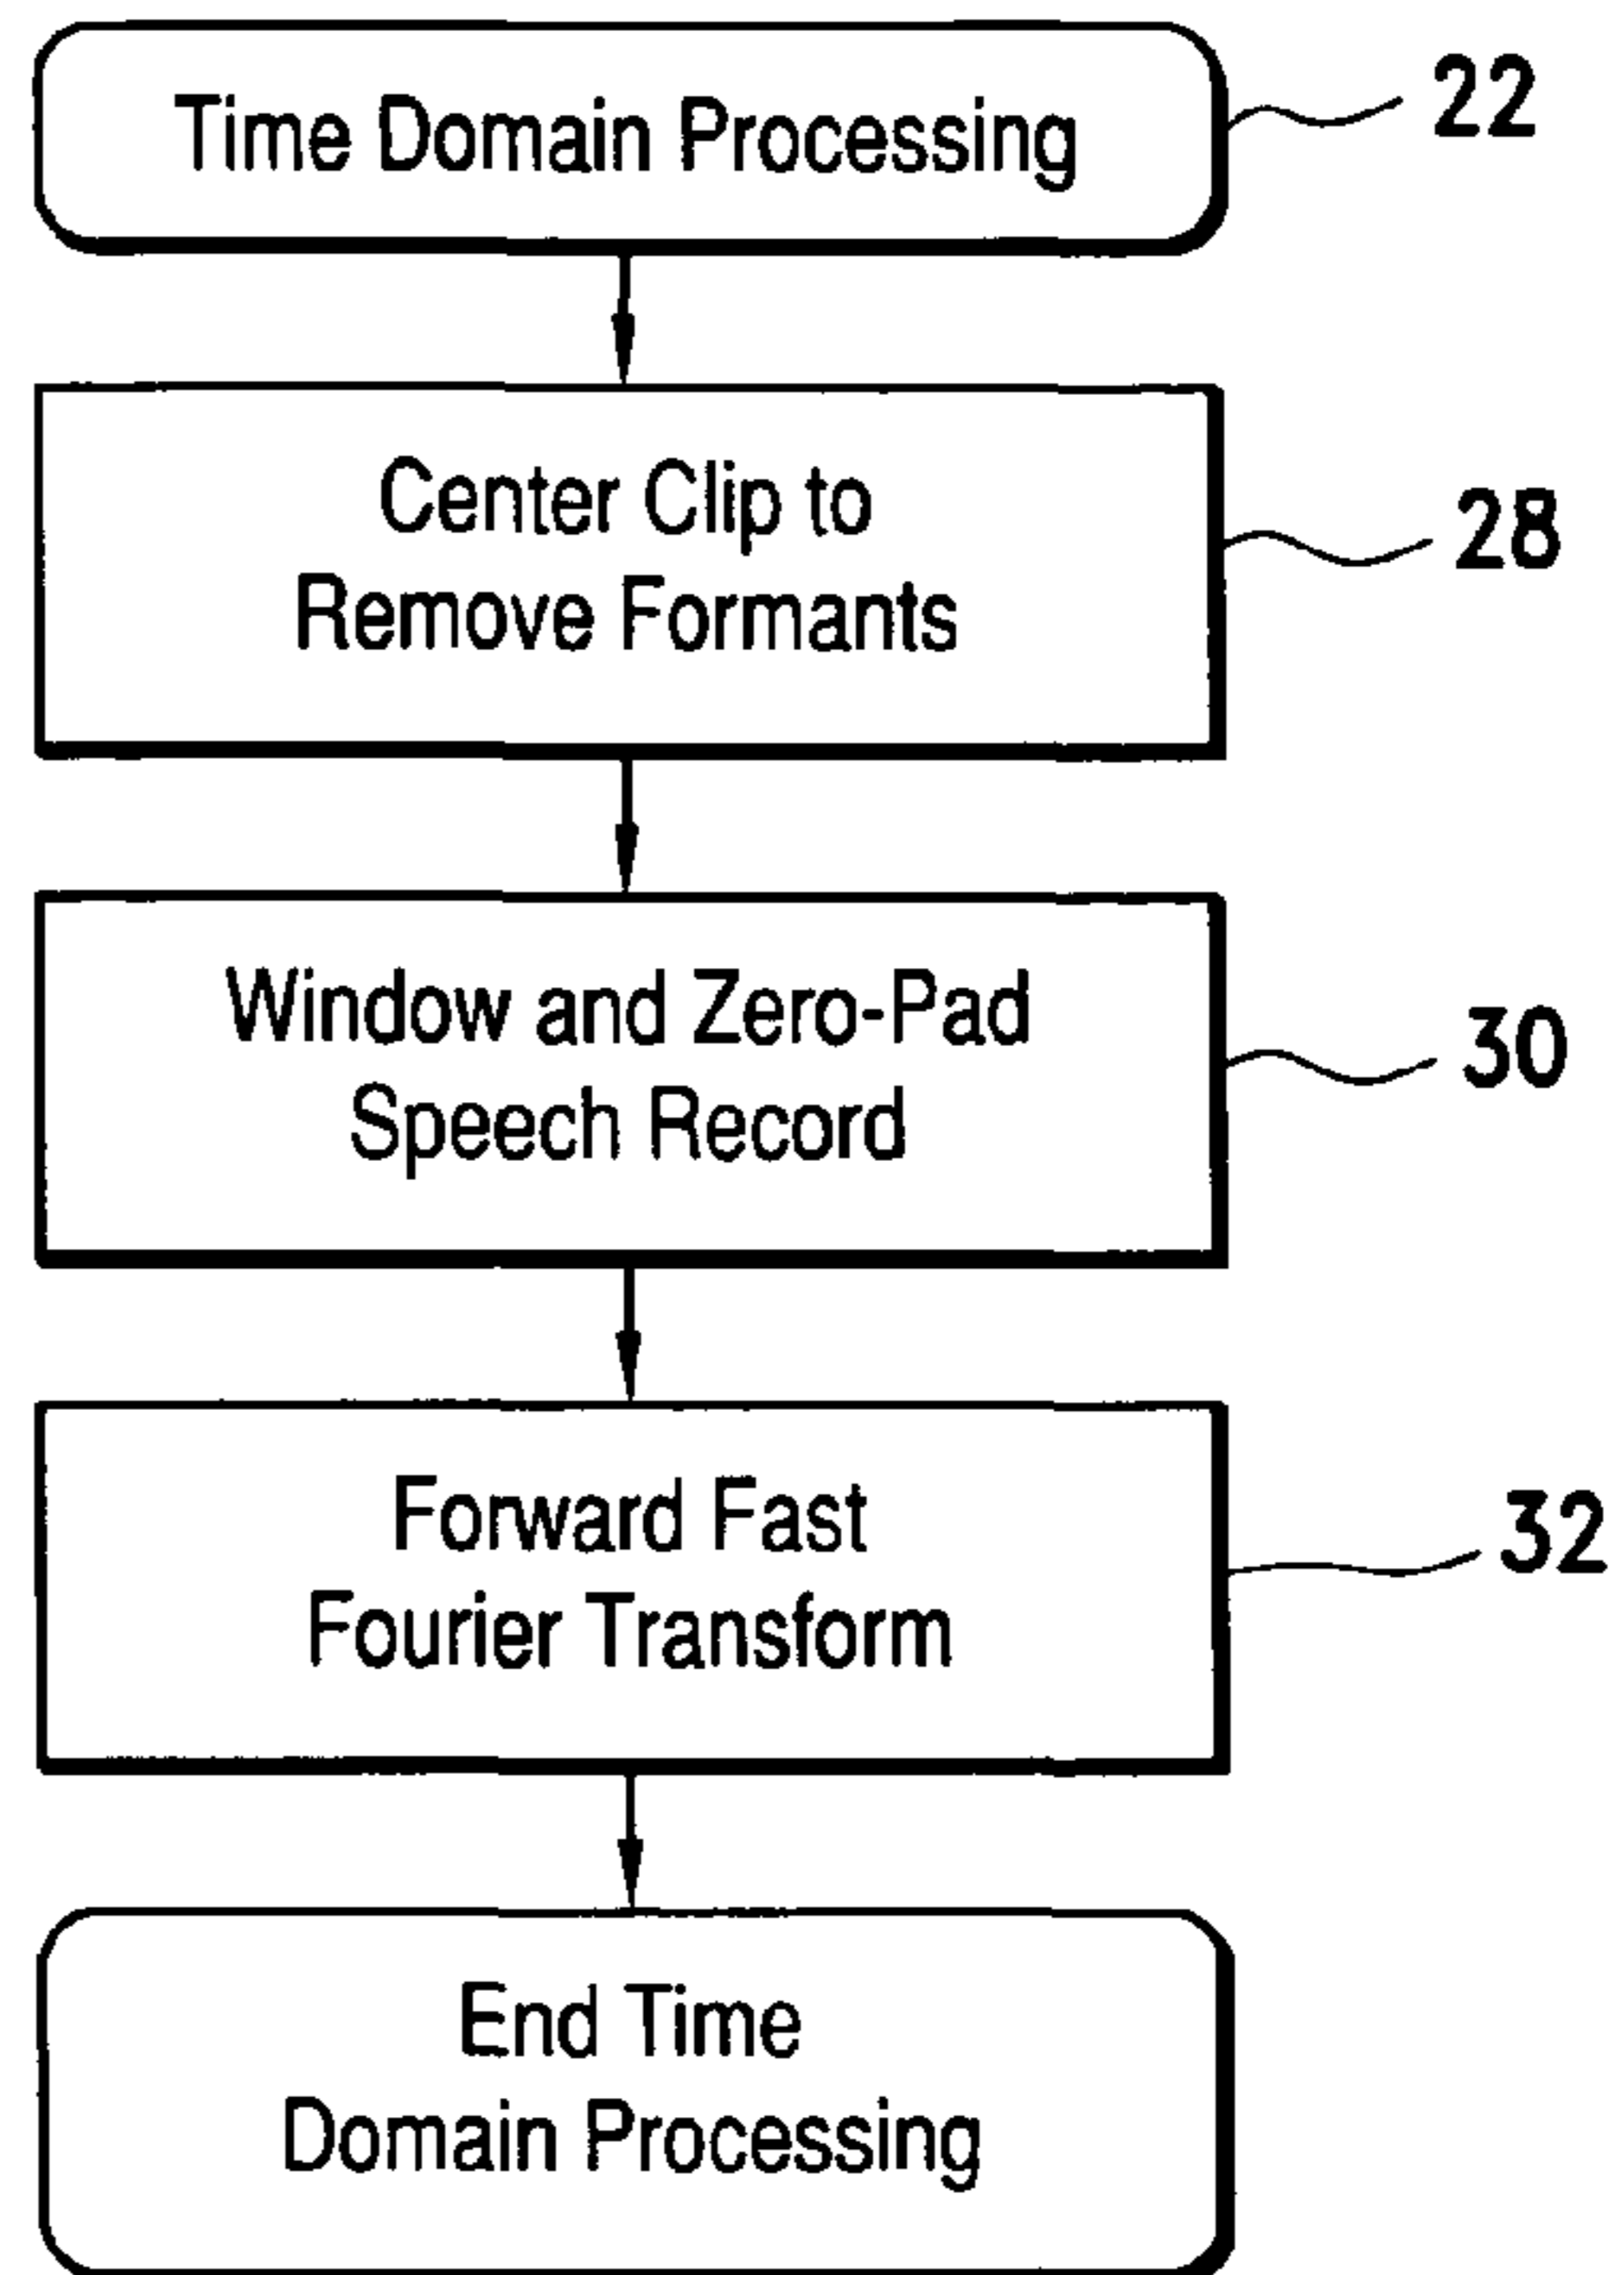 Time Domain Processing
22
Center Clip to
Remove Formants
28
Window and Zero-Pad
Speech Record
30
Forward Fast
Fourier Transform
32
End Time
Domain Processing